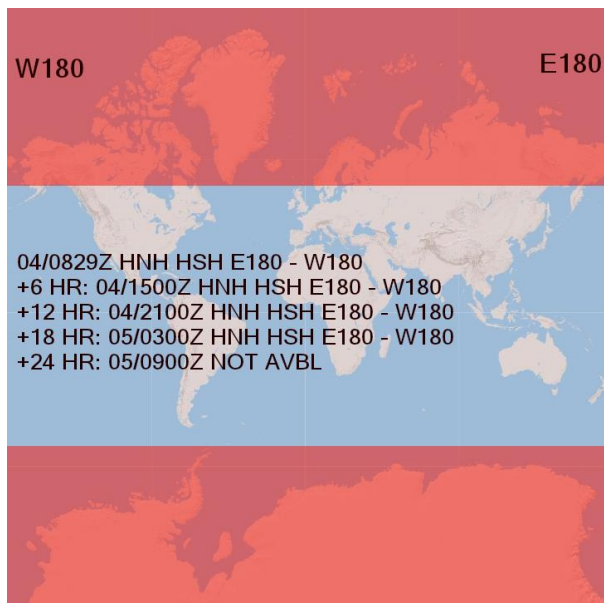 W180
E180
04/0829Z HNH HSH E180 - W180
+6 HR: 04/1500Z HNH HSH E180 - W180
+12 HR: 04/2100Z HNH HSH E180 - W180
+18 HR: 05/0300Z HNH HSH E180 - W180
+24 HR: 05/0900Z NOT AVBL